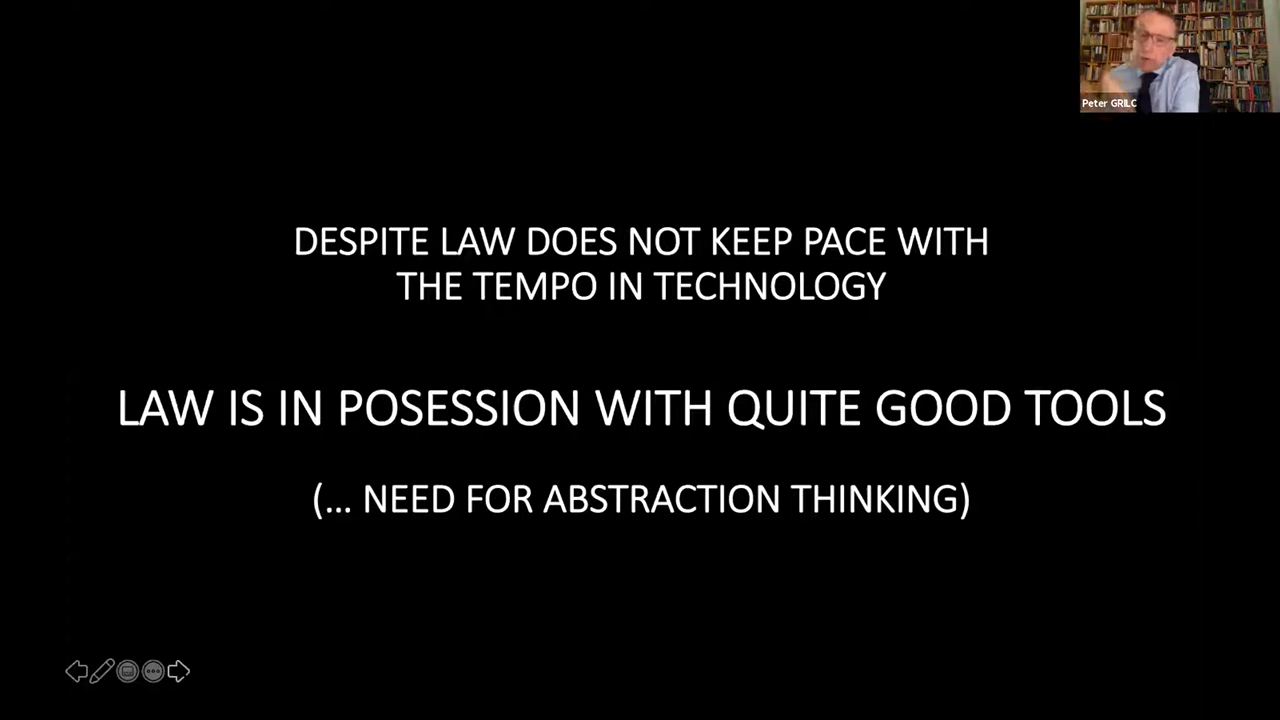 Peter GRILC
DESPITE LAW DOES NOT KEEP PACE WITH
THE TEMPO IN TECHNOLOGY
LAW IS IN POSESSION WITH QUITE GOOD TOOLS
(... NEED FOR ABSTRACTION THINKING)